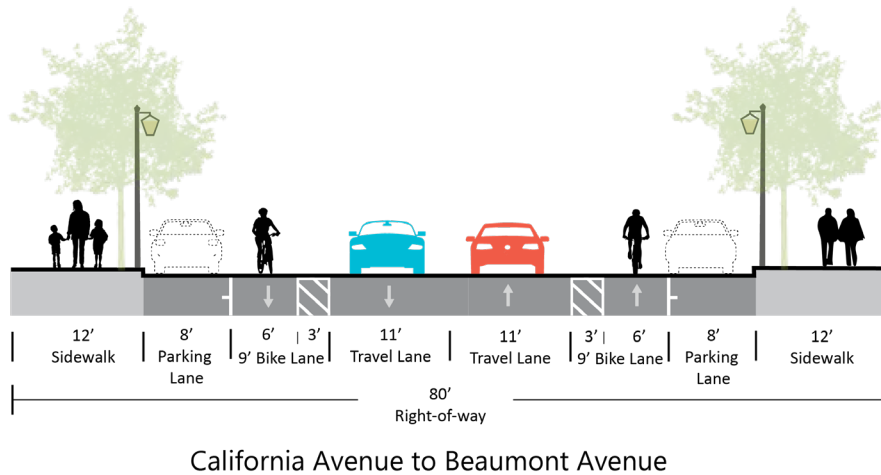 12’ 8’ 6’ | 3’ 11’ 11’ 3’ | 6’ 8’ 12’
Sidewalk Parking Lane 9’ Bike Lane Travel Lane Travel Lane 9’ Bike Lane Parking Lane Sidewalk
80’
Right-of-way
California Avenue to Beaumont Avenue